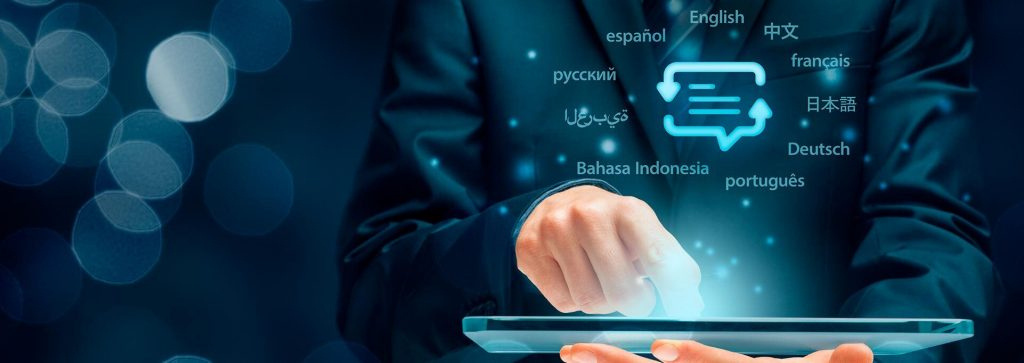 English
中文
español
français
русский
日本語
العربية
Deutsch
Bahasa Indonesia
português